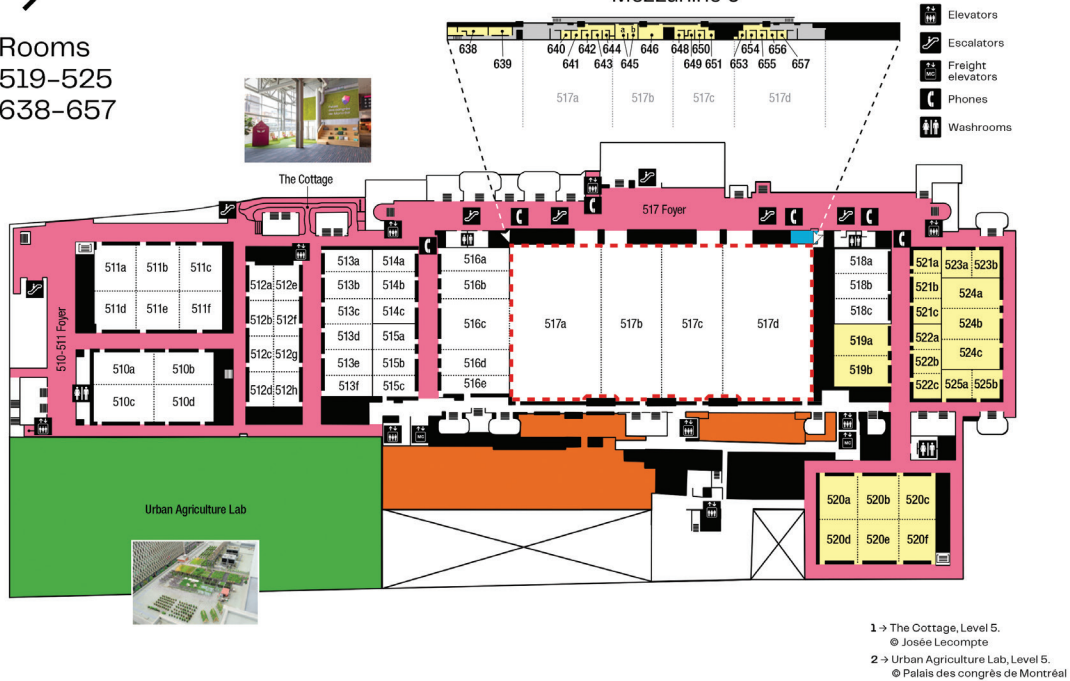 Rooms
519–525
638–657
Elevators
Escalators
Freight
elevators
MC
Phones
Washrooms
a b
638 640 642 644 646 648 650 654 656
639 641 643 645 649 651 653 655 657
517a 517b 517c 517d
The Cottage
517 Foyer
510-511 Foyer
511a 511b 511c
511d 511e 511f
510a 510b
510c 510d
512a 512e
512b 512f
512c 512g
512d 512h
513a 514a
513b 514b
513c 514c
513d 515a
513e 515b
513f 515c
516a
516b
516c
516d
516e
517a 517b 517c 517d
518a
518b
518c
519a
519b
521a 523a 523b
521b
524a
521c
524b
522a
522b
524c
522c 525a 525b
MC
MC
520a 520b 520c
520d 520e 520f
Urban Agriculture Lab
1 → The Cottage, Level 5.
© Josée Lecompte
2 → Urban Agriculture Lab, Level 5.
© Palais des congrès de Montréal